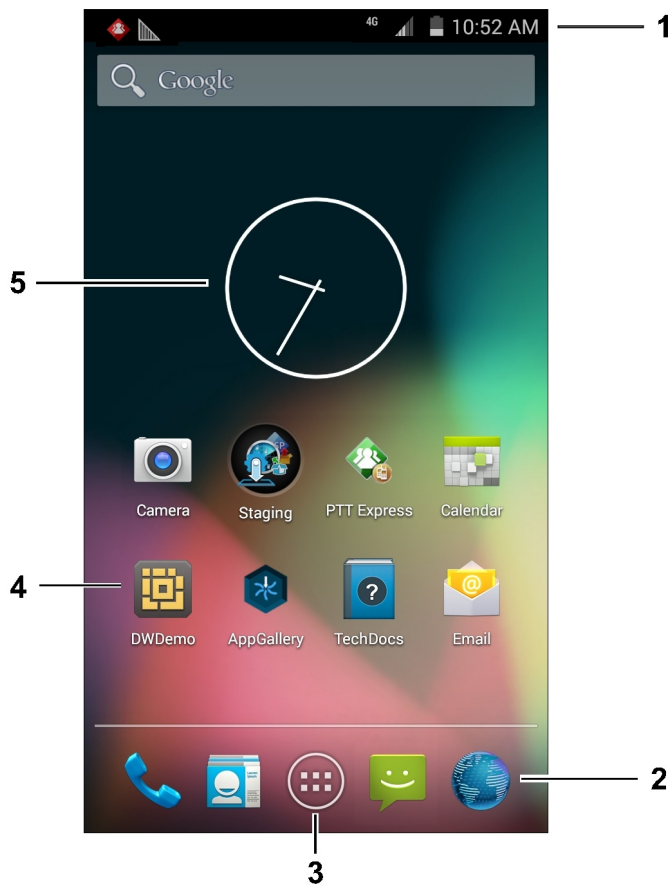 4G 10:52 AM 1
Google
5
Camera Staging PTT Express Calendar
4
DWDemo AppGallery TechDocs ? Email @
2
3